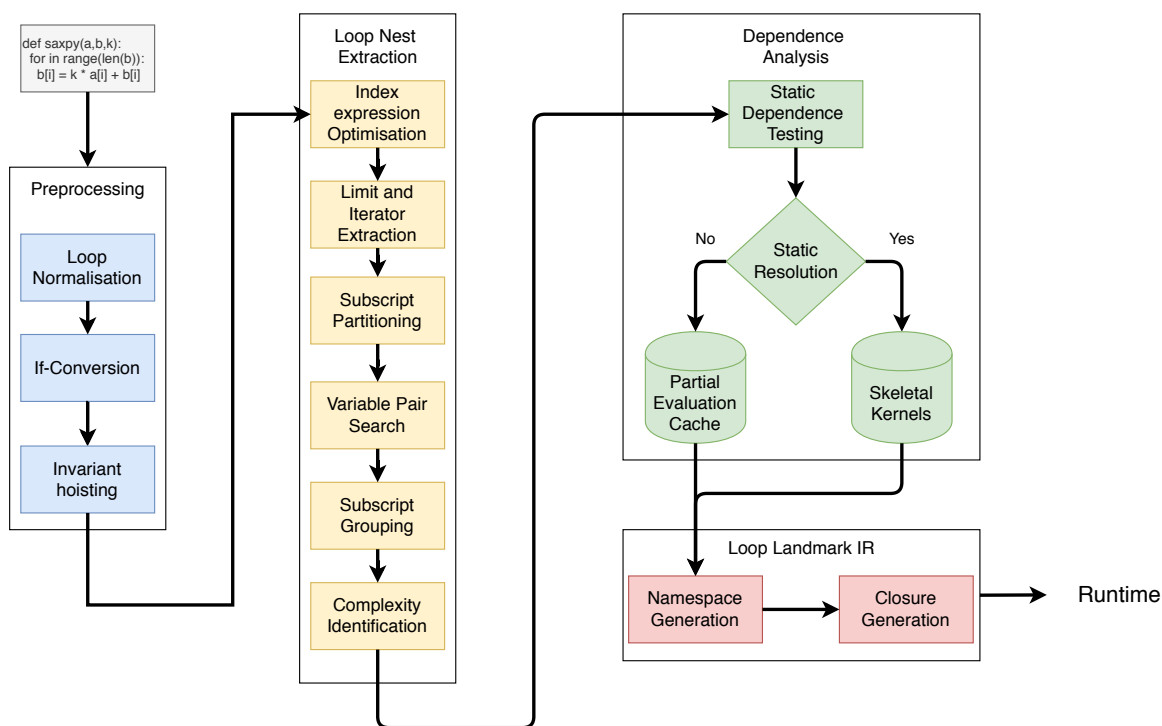 def saxpy(a,b,k):
for in range(len(b)):
b[i] = k * a[i] + b[i]
Preprocessing
Loop
Normalisation
If-Conversion
Invariant
hoisting
Loop Nest
Extraction
Index
expression
Optimisation
Limit and
Iterator
Extraction
Subscript
Partitioning
Variable Pair
Search
Subscript
Grouping
Complexity
Identification
Dependence
Analysis
Static
Dependence
Testing
Static
Resolution
No
Yes
Partial
Evaluation
Cache
Skeletal
Kernels
Loop Landmark IR
Namespace
Generation
Closure
Generation
Runtime